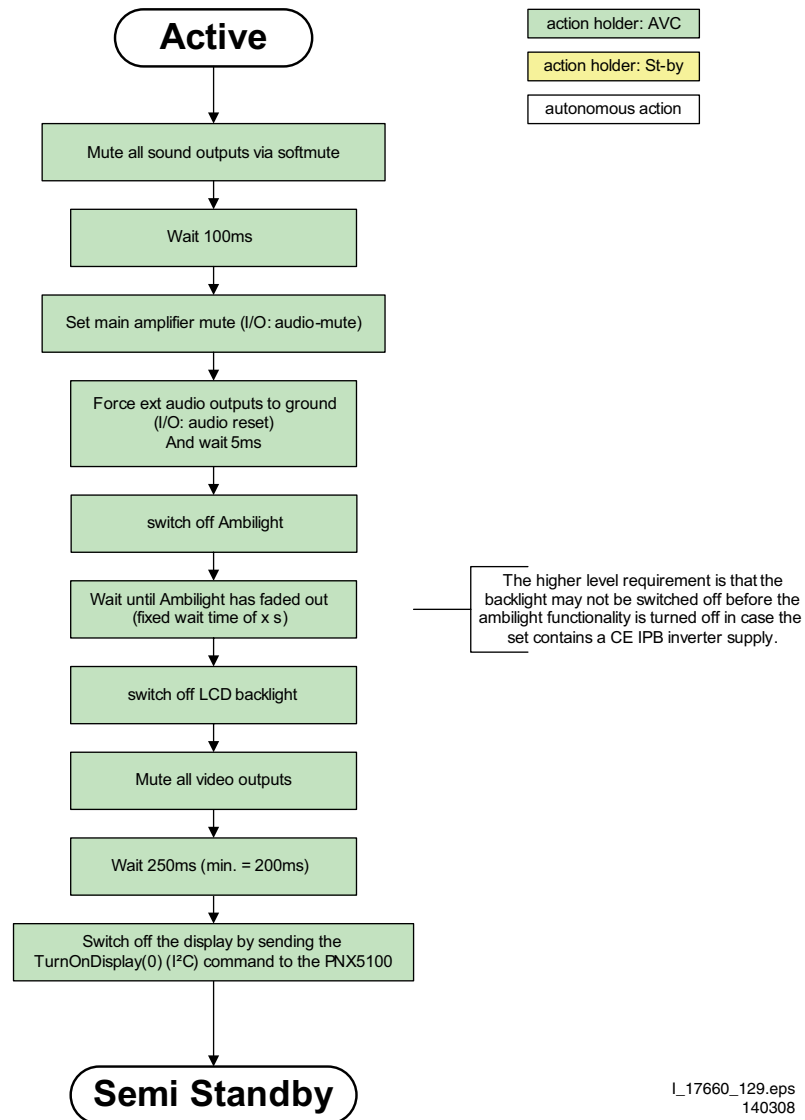 Active
action holder: AVC
action holder: St-by
autonomous action
Mute all sound outputs via softmute
Wait 100ms
Set main amplifier mute (I/O: audio-mute)
Force ext audio outputs to ground
(I/O: audio reset)
And wait 5ms
switch off Ambilight
Wait until Ambilight has faded out
(fixed wait time of x s)
The higher level requirement is that the
backlight may not be switched off before the
ambilight functionality is turned off in case the
set contains a CE IPB inverter supply.
switch off LCD backlight
Mute all video outputs
Wait 250ms (min. = 200ms)
Switch off the display by sending the
TurnOnDisplay(0) (I²C) command to the PNX5100
Semi Standby
I_17660_129.eps
140308